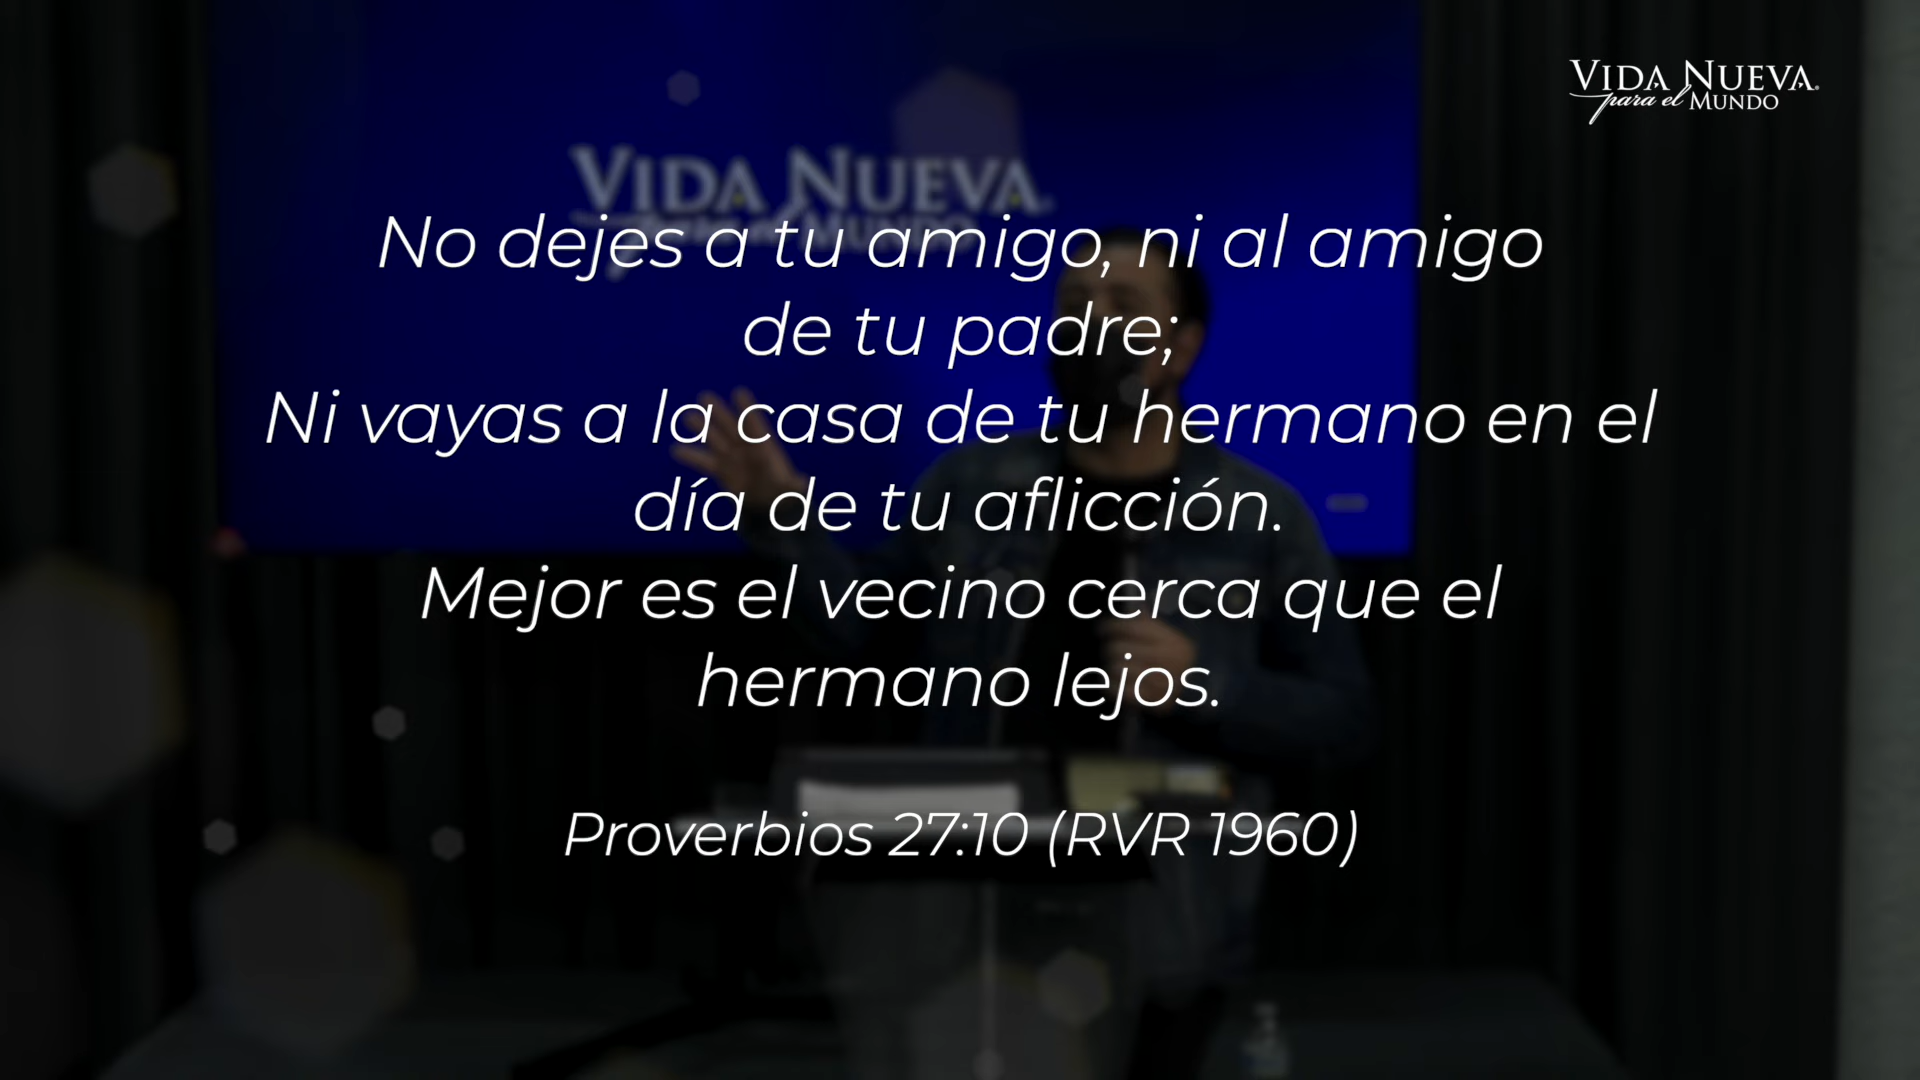 VIDA NUEVA
para el MUNDO
VIDA NUEVA
No dejes a tu amigo, ni al amigo
de tu padre;
Ni vayas a la casa de tu hermano en el
día de tu aflicción.
Mejor es el vecino cerca que el
hermano lejos.
Proverbios 27:10 (RVR 1960)